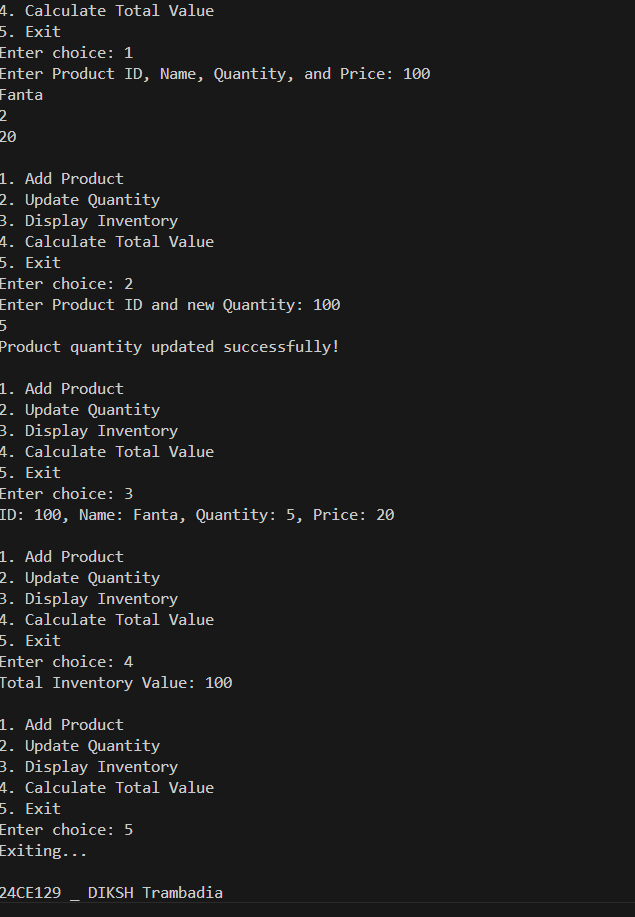 4. Calculate Total Value
5. Exit
Enter choice: 1
Enter Product ID, Name, Quantity, and Price: 100
Fanta
2
20
1. Add Product
2. Update Quantity
3. Display Inventory
4. Calculate Total Value
5. Exit
Enter choice: 2
Enter Product ID and new Quantity: 100
5
Product quantity updated successfully!
1. Add Product
2. Update Quantity
3. Display Inventory
4. Calculate Total Value
5. Exit
Enter choice: 3
ID: 100, Name: Fanta, Quantity: 5, Price: 20
1. Add Product
2. Update Quantity
3. Display Inventory
4. Calculate Total Value
5. Exit
Enter choice: 4
Total Inventory Value: 100
1. Add Product
2. Update Quantity
3. Display Inventory
4. Calculate Total Value
5. Exit
Enter choice: 5
Exiting...
24CE129 _ DIKSH Trambadia